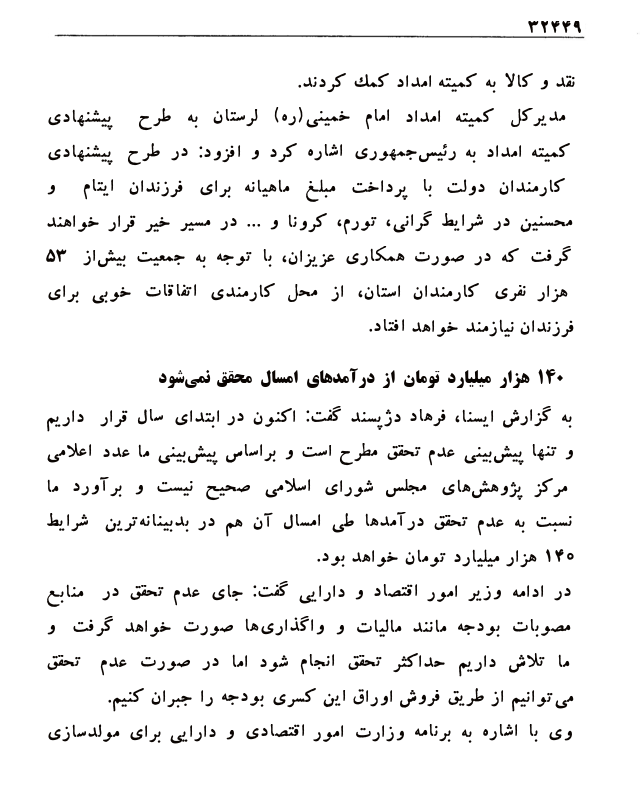 ۳۲۴۴۹
نقد و کالا به کمیته امداد کمك کردند.
مدیرکل کمیته امداد امام خمینی(ره) لرستان به طرح پیشنهادی
کمیته امداد به رئیس‌جمهوری اشاره کرد و افزود: در طرح پیشنهادی
کارمندان دولت با پرداخت مبلغ ماهیانه برای فرزندان ایتام و
محسنین در شرایط گرانی، تورم، کرونا و ... در مسیر خیر قرار خواهند
گرفت که در صورت همکاری عزیزان، با توجه به جمعیت بیش‌از ۵۳
هزار نفری کارمندان استان، از محل کارمندی اتفاقات خوبی برای
فرزندان نیازمند خواهد افتاد.
۱۴۰ هزار میلیارد تومان از درآمدهای امسال محقق نمی‌شود
به گزارش ایسنا، فرهاد دژپسند گفت: اکنون در ابتدای سال قرار داریم
و تنها پیش‌بینی عدم تحقق مطرح است و براساس پیش‌بینی ما عدد اعلامی
مرکز پژوهش‌های مجلس شورای اسلامی صحیح نیست و برآورد ما
نسبت به عدم تحقق درآمدها طی امسال آن هم در بدبینانه‌ترین شرایط
۱۴۰ هزار میلیارد تومان خواهد بود.
در ادامه وزیر امور اقتصاد و دارایی گفت: جای عدم تحقق در منابع
مصوبات بودجه مانند مالیات و واگذاری‌ها صورت خواهد گرفت و
ما تلاش داریم حداکثر تحقق انجام شود اما در صورت عدم تحقق
می‌توانیم از طریق فروش اوراق این کسری بودجه را جبران کنیم.
وی با اشاره به برنامه وزارت امور اقتصادی و دارایی برای مولدسازی